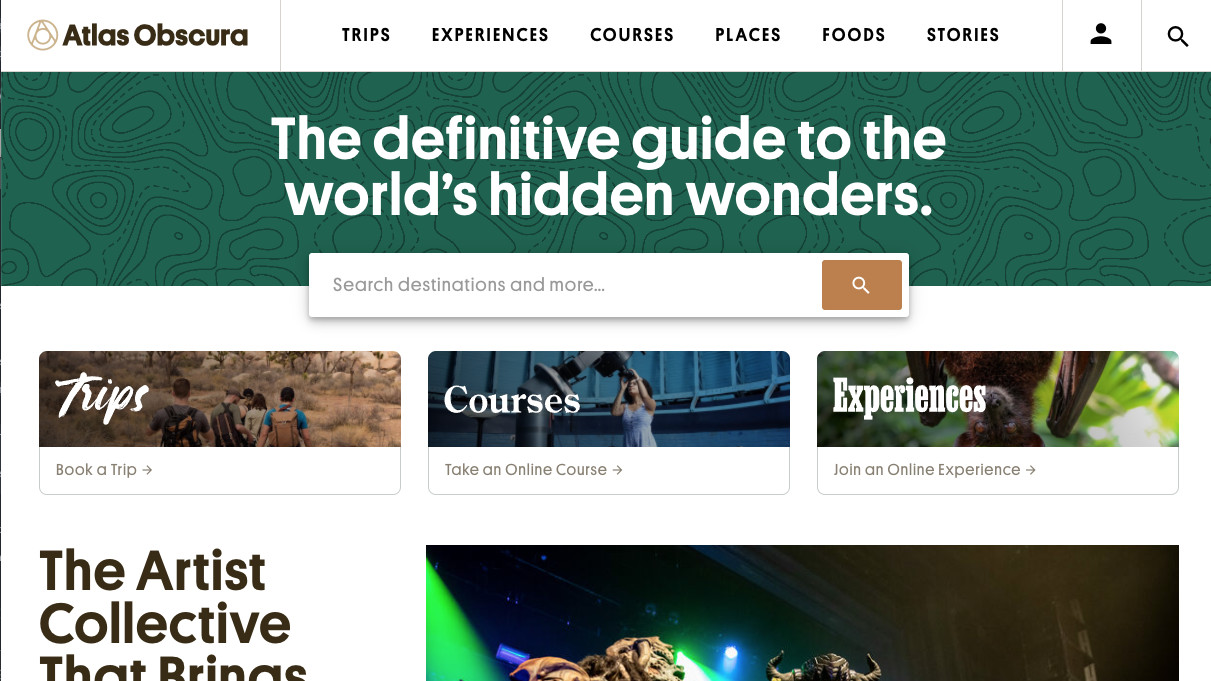 Atlas Obscura
TRIPS EXPERIENCES COURSES PLACES FOODS STORIES
The definitive guide to the
world's hidden wonders.
Search destinations and more...
Trips
Book a Trip →
Courses
Take an Online Course →
Experiences
Join an Online Experience →
The Artist
Collective
That Brings